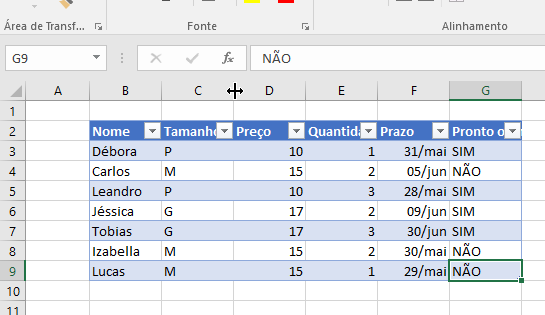 Área de Transf... Fonte Alinhamento
G9 fx NÃO
A B C D E F G
1
2 Nome Tamanho Preço Quantida Prazo Pronto o
3 Débora P 10 1 31/mai SIM
4 Carlos M 15 2 05/jun NÃO
5 Leandro P 10 3 28/mai SIM
6 Jéssica G 17 2 09/jun SIM
7 Tobias G 17 3 30/jun SIM
8 Izabella M 15 2 30/mai NÃO
9 Lucas M 15 1 29/mai NÃO
10
11